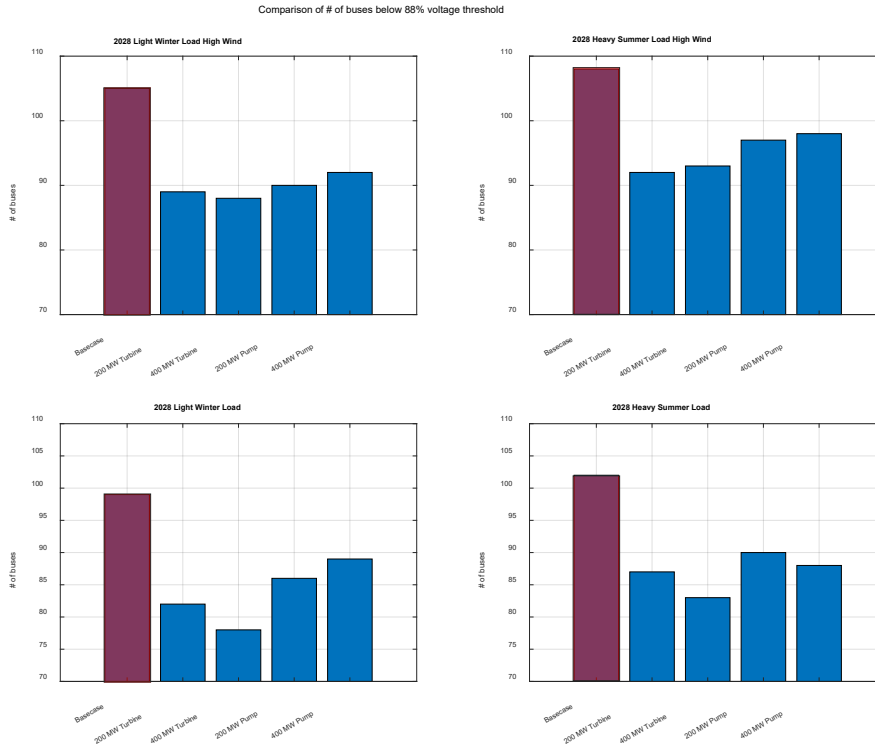 Comparison of # of buses below 88% voltage threshold
2028 Light Winter Load High Wind
110
100
90
80
70
# of buses
Basecase
200 MW Turbine
400 MW Turbine
200 MW Pump
400 MW Pump
2028 Heavy Summer Load High Wind
110
100
90
80
70
# of buses
Basecase
200 MW Turbine
400 MW Turbine
200 MW Pump
400 MW Pump
2028 Light Winter Load
110
105
100
95
90
85
80
75
70
# of buses
Basecase
200 MW Turbine
400 MW Turbine
200 MW Pump
400 MW Pump
2028 Heavy Summer Load
110
105
100
95
90
85
80
75
70
# of buses
Basecase
200 MW Turbine
400 MW Turbine
200 MW Pump
400 MW Pump